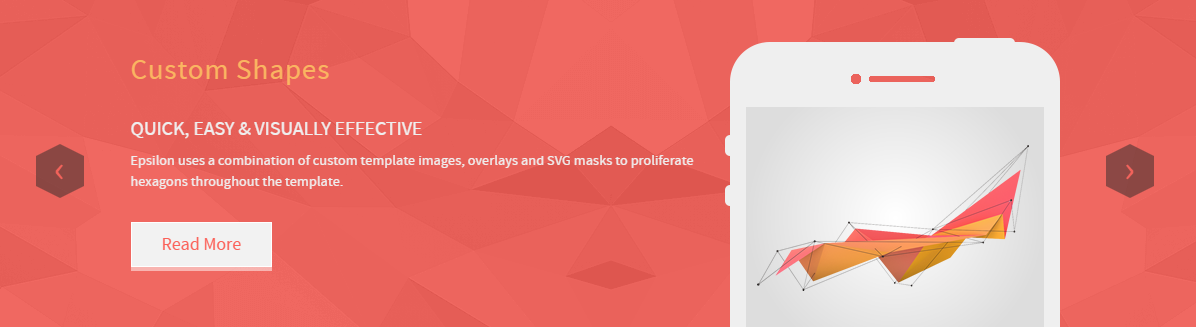 Custom Shapes
QUICK, EASY & VISUALLY EFFECTIVE
Epsilon uses a combination of custom template images, overlays and SVG masks to proliferate
hexagons throughout the template.
Read More